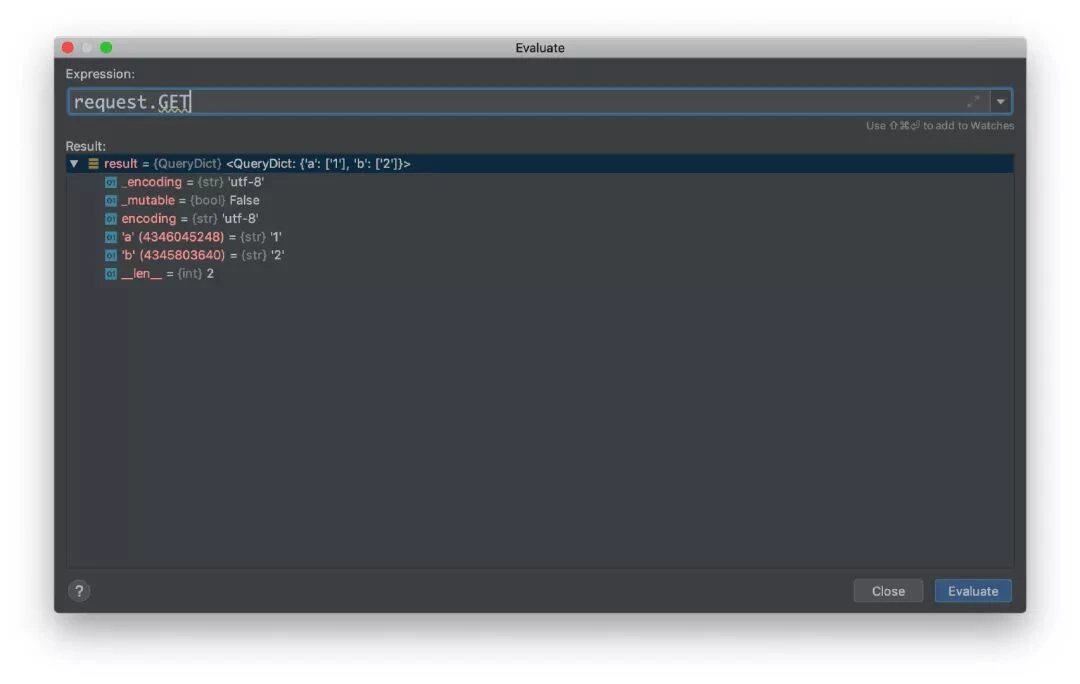 Evaluate
Expression:
request.GET
Use ⇧⌘⏎ to add to Watches
Result:
result = {QueryDict} <QueryDict: {'a': ['1'], 'b': ['2']}>
_encoding = {str} 'utf-8'
_mutable = {bool} False
encoding = {str} 'utf-8'
'a' (4346045248) = {str} '1'
'b' (4345803640) = {str} '2'
__len__ = {int} 2
? Close Evaluate